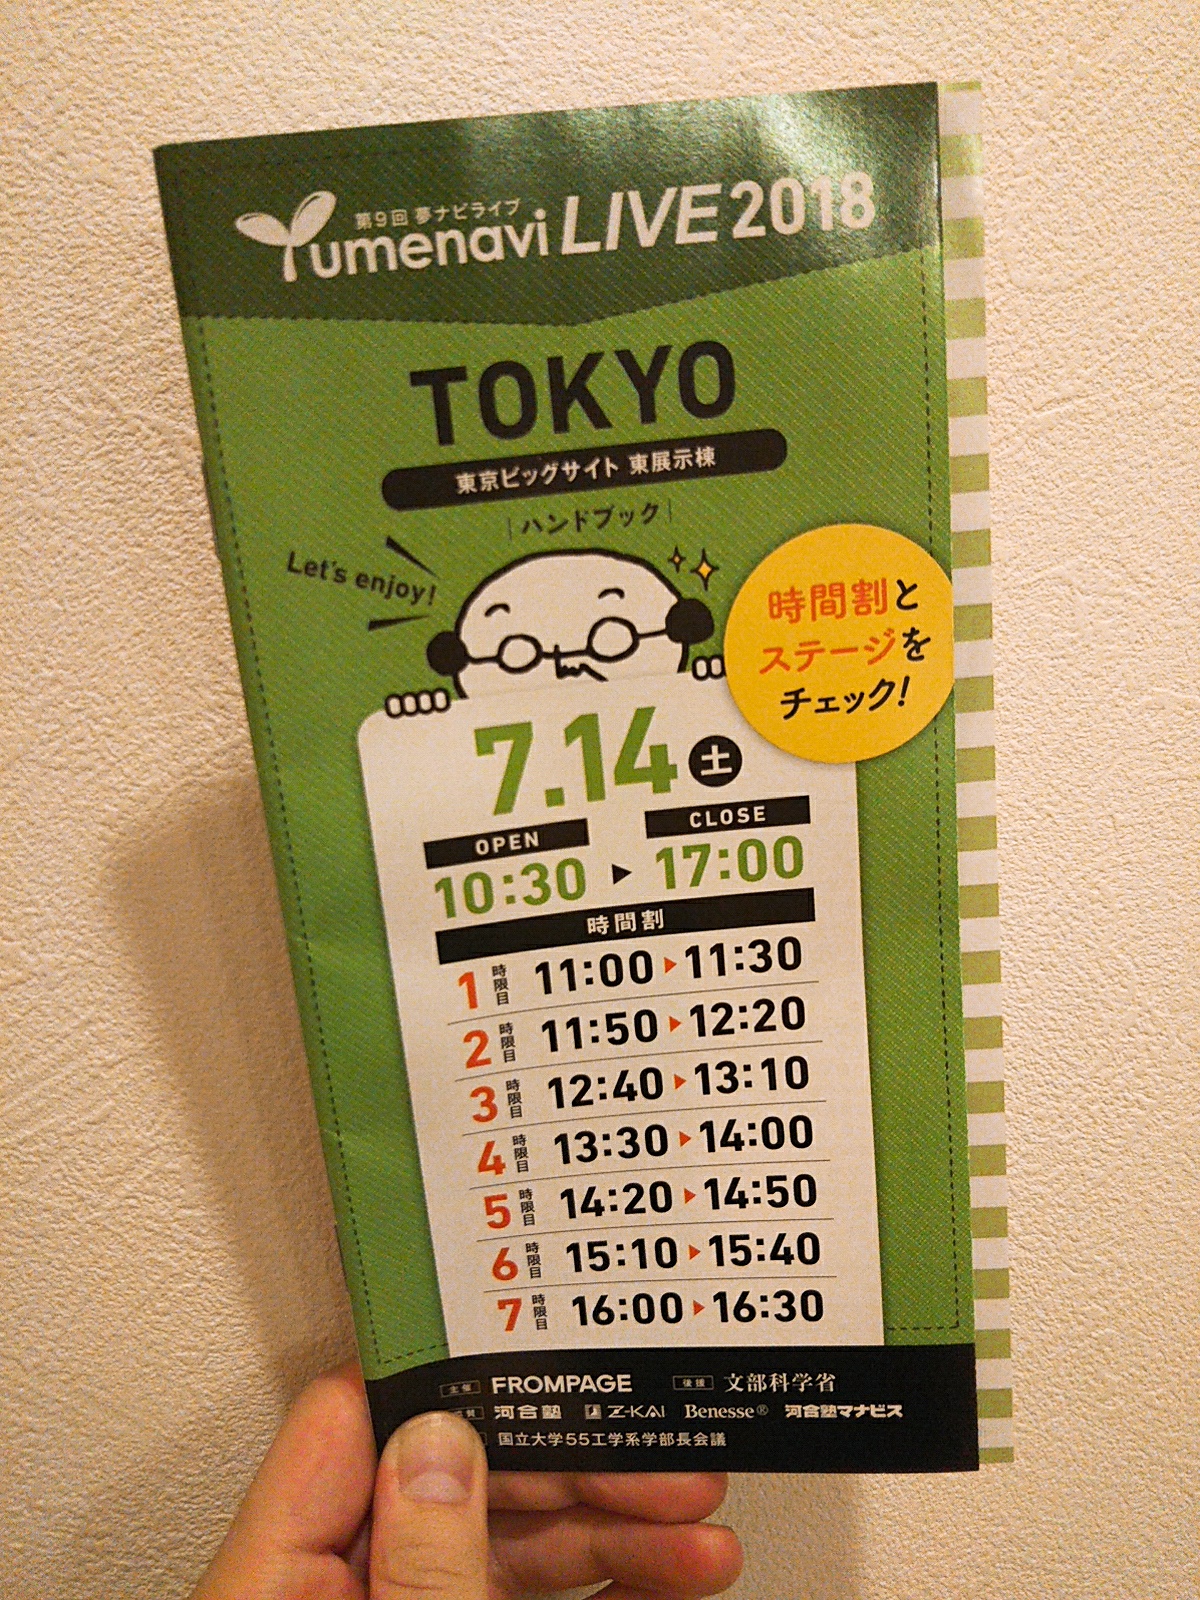 第9回 夢ナビライブ
Yumenavi LIVE 2018
TOKYO
東京ビッグサイト 東展示棟
ハンドブック
Let's enjoy!
時間割と
ステージを
チェック!
7.14 土
OPEN CLOSE
10:30 ▶ 17:00
時間割
1時限目 11:00 ▶ 11:30
2時限目 11:50 ▶ 12:20
3時限目 12:40 ▶ 13:10
4時限目 13:30 ▶ 14:00
5時限目 14:20 ▶ 14:50
6時限目 15:10 ▶ 15:40
7時限目 16:00 ▶ 16:30
主催 FROMPAGE 後援 文部科学省
賛 河合塾 Z-KAI Benesse® 河合塾マナビス
国立大学55工学系学部長会議